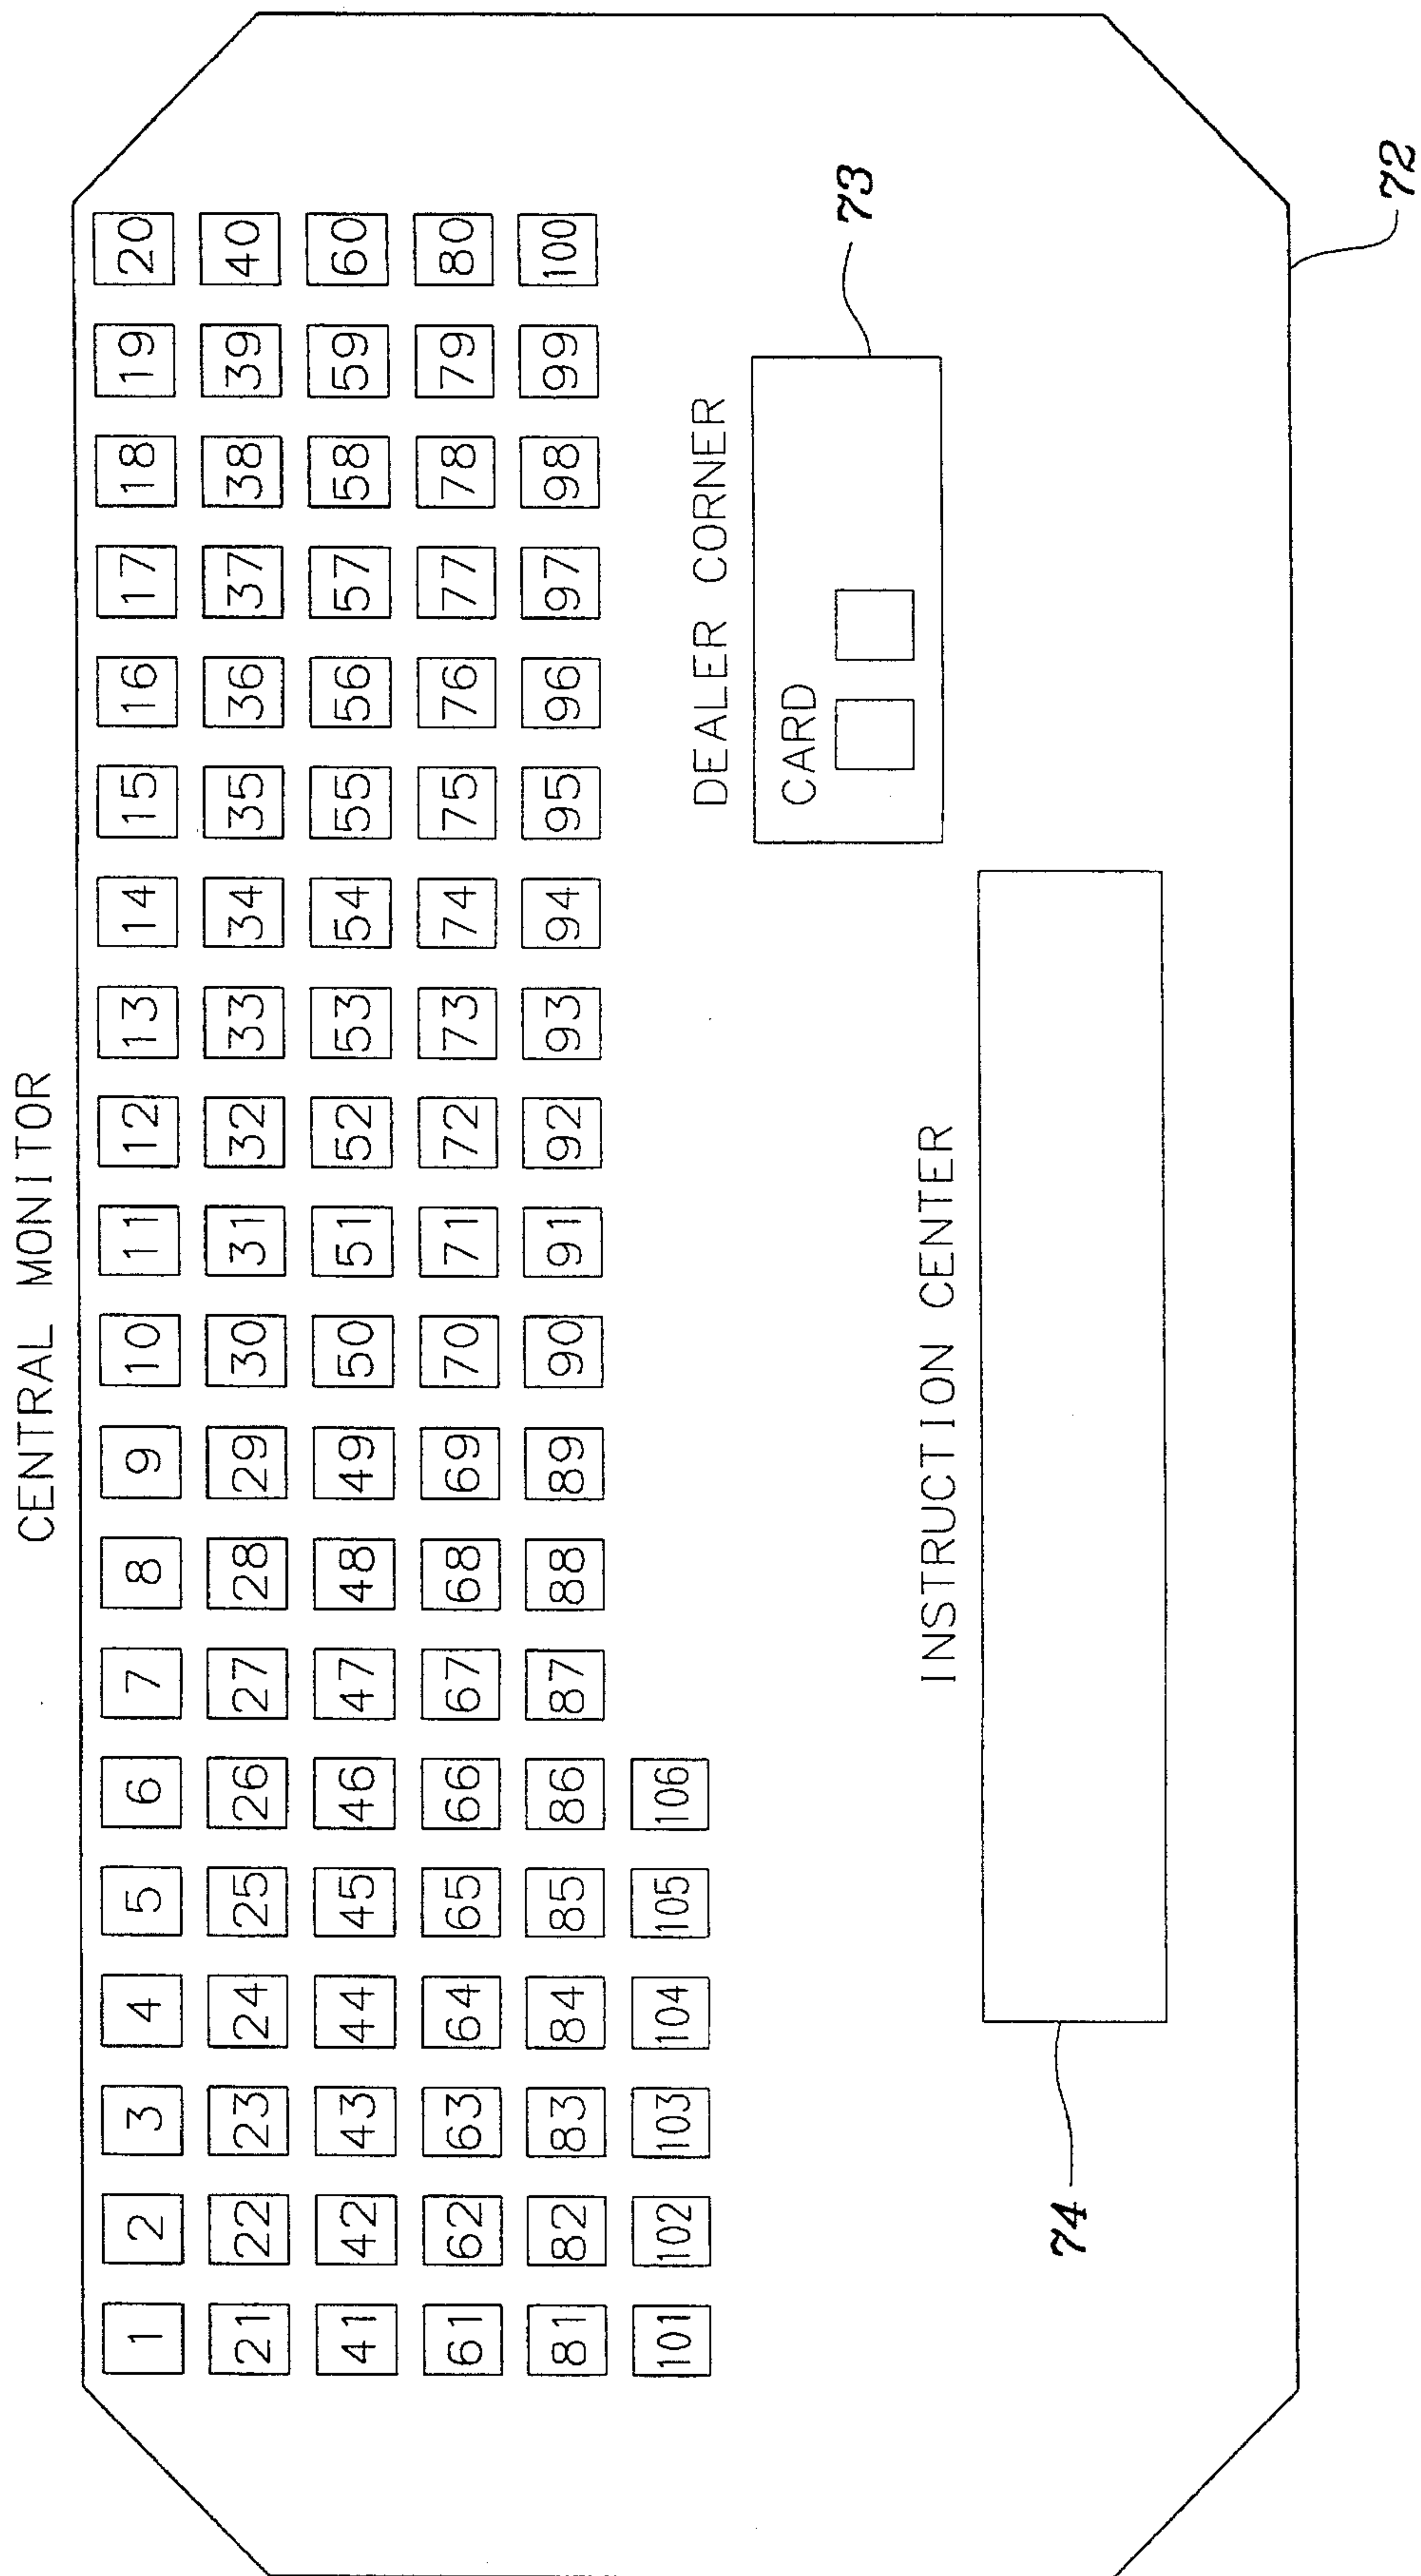 CENTRAL MONITOR
1 2 3 4 5 6 7 8 9 10 11 12 13 14 15 16 17 18 19 20
21 22 23 24 25 26 27 28 29 30 31 32 33 34 35 36 37 38 39 40
41 42 43 44 45 46 47 48 49 50 51 52 53 54 55 56 57 58 59 60
61 62 63 64 65 66 67 68 69 70 71 72 73 74 75 76 77 78 79 80
81 82 83 84 85 86 87 88 89 90 91 92 93 94 95 96 97 98 99 100
101 102 103 104 105 106
DEALER CORNER
CARD
73
INSTRUCTION CENTER
74
72